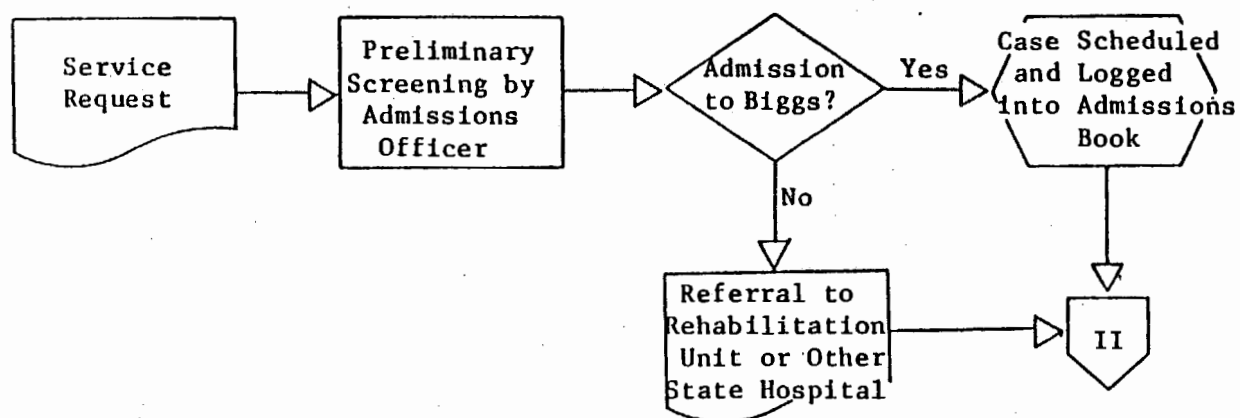 Service
Request
Preliminary
Screening by
Admissions
Officer
Admission
to Biggs?
Yes
Case Scheduled
and Logged
into Admissions
Book
No
Referral to
Rehabilitation
Unit or Other
State Hospital
II